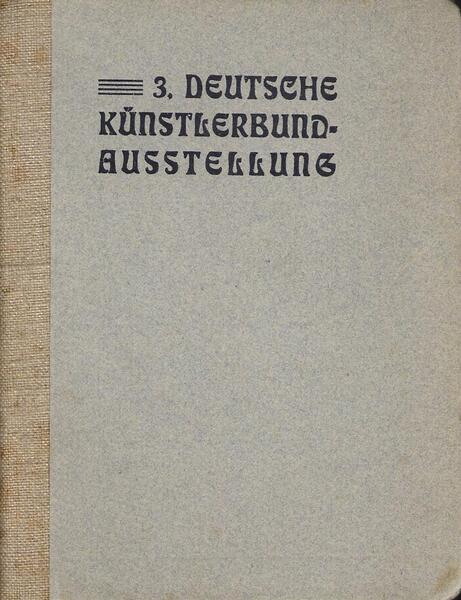 3. DEUTSCHE
KÜNSTLERBUND-
AUSSTELLUNG